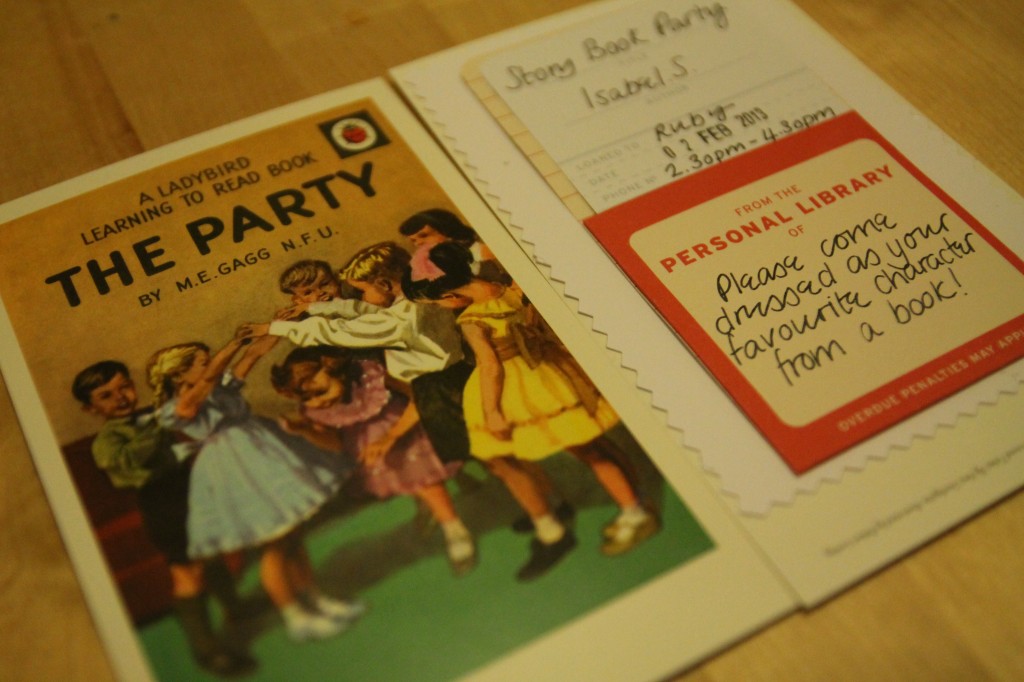 A LADYBIRD
LEARNING TO READ BOOK
THE PARTY
BY M.E. GAGG N.F.U.
Story Book Party
Isabel S.
LOANED TO Ruby
DATE 02 FEB 2013
PHONE Nº 2.30pm - 4.30pm
FROM THE
PERSONAL LIBRARY
OF
Please come
dressed as your
favourite character
from a book!
OVERDUE PENALTIES MAY APPLY